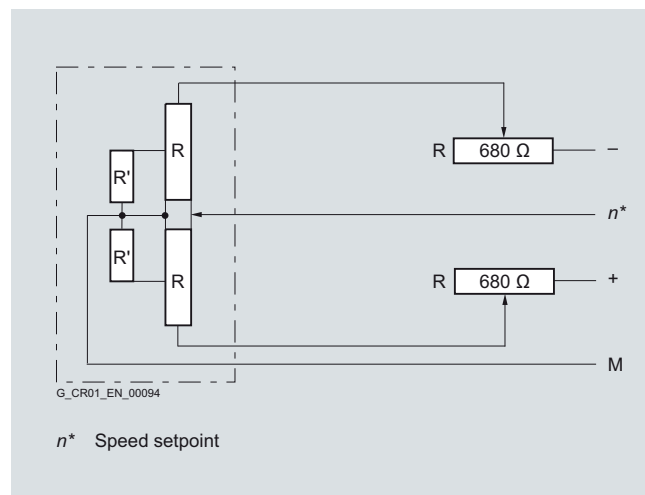 R
R 680 Ω –
R'
n*
R'
R
R 680 Ω +
M
G_CR01_EN_00094
n* Speed setpoint